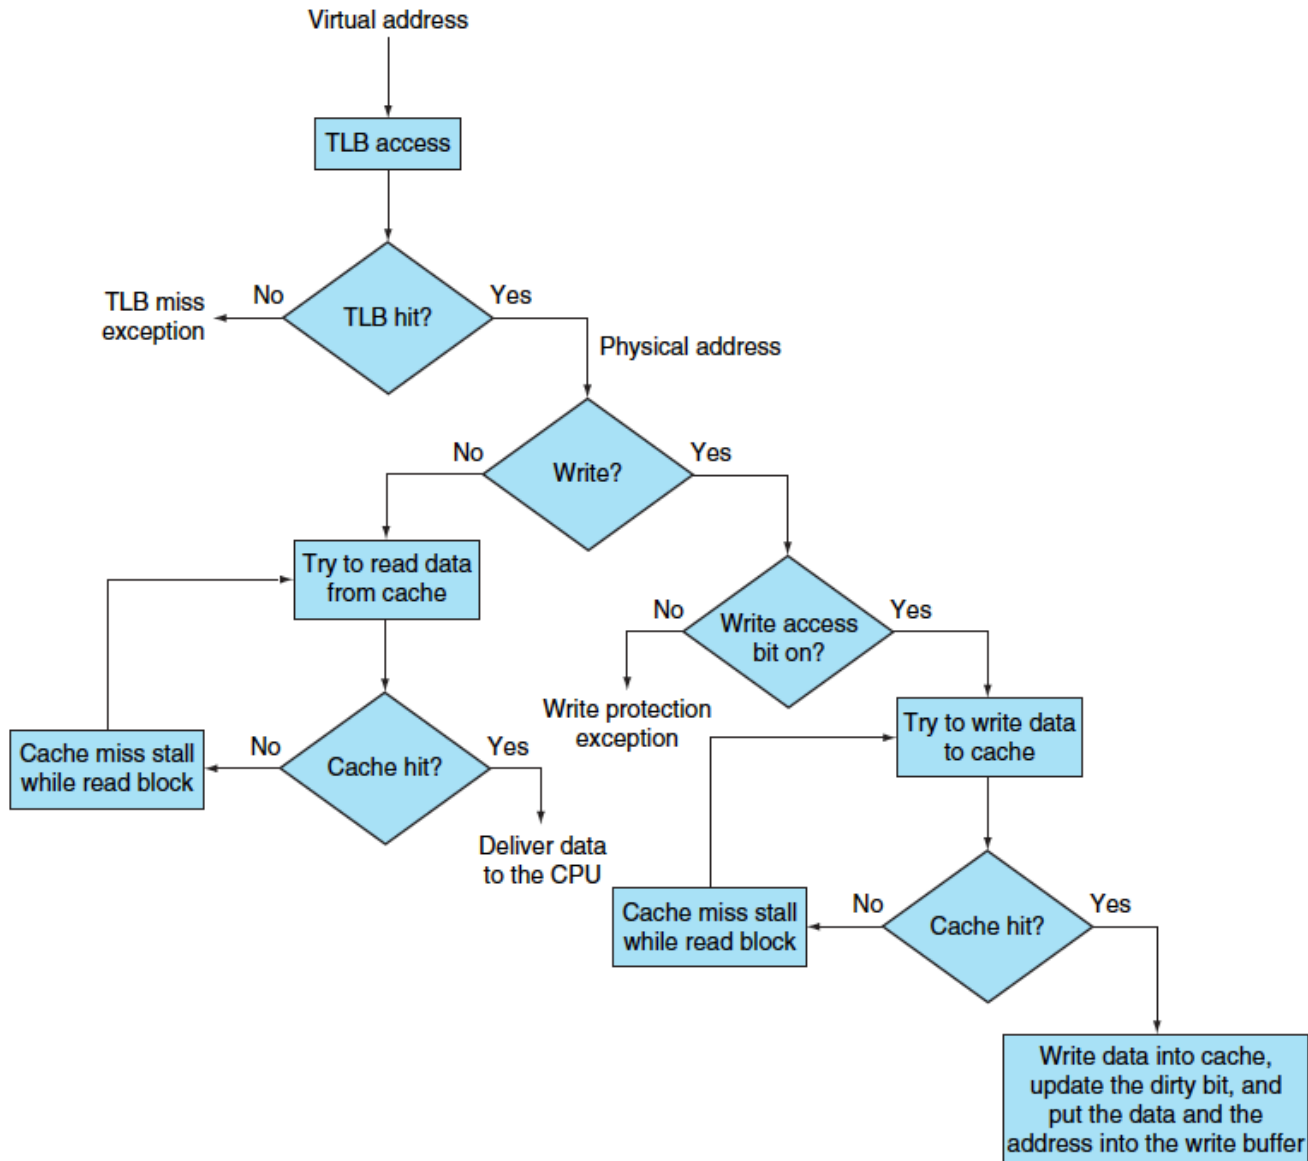 Virtual address
TLB access
No
Yes
TLB miss
exception
TLB hit?
Physical address
No
Yes
Write?
Try to read data
from cache
No
Yes
Write access
bit on?
Write protection
exception
Try to write data
to cache
No
Yes
Cache miss stall
while read block
Cache hit?
Deliver data
to the CPU
No
Yes
Cache miss stall
while read block
Cache hit?
Write data into cache,
update the dirty bit, and
put the data and the
address into the write buffer